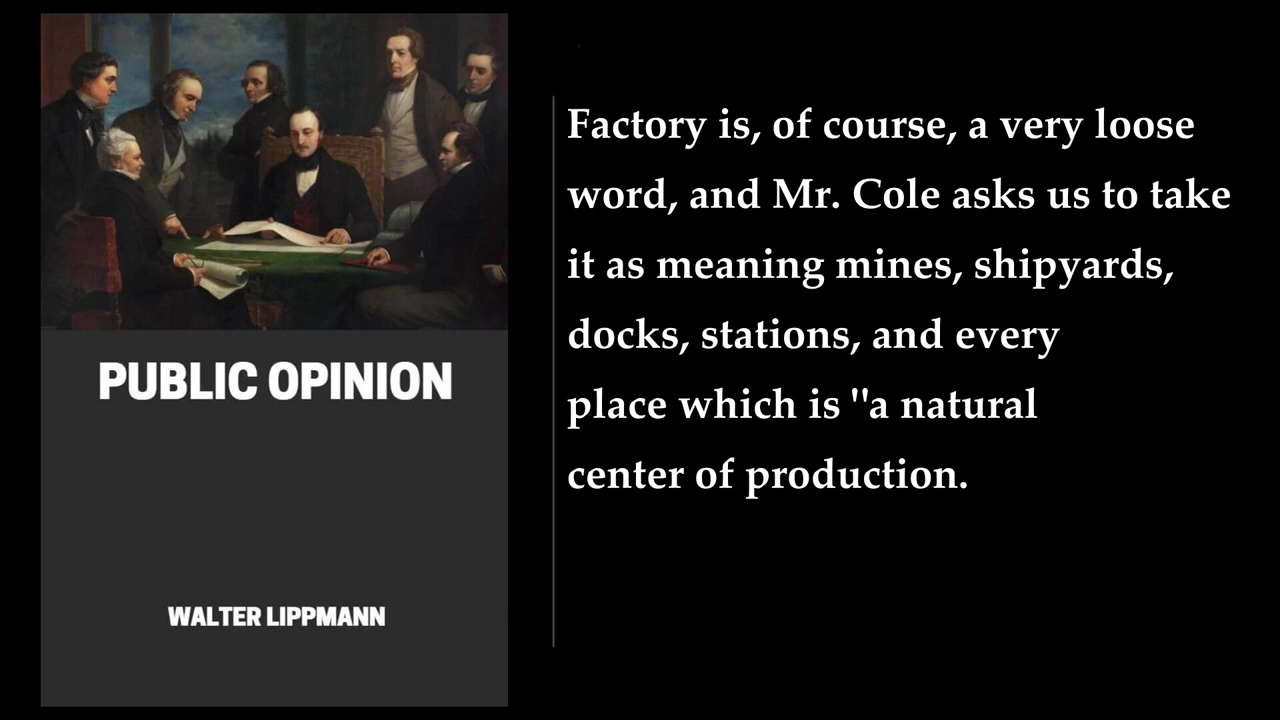 PUBLIC OPINION
WALTER LIPPMANN
Factory is, of course, a very loose
word, and Mr. Cole asks us to take
it as meaning mines, shipyards,
docks, stations, and every
place which is "a natural
center of production.